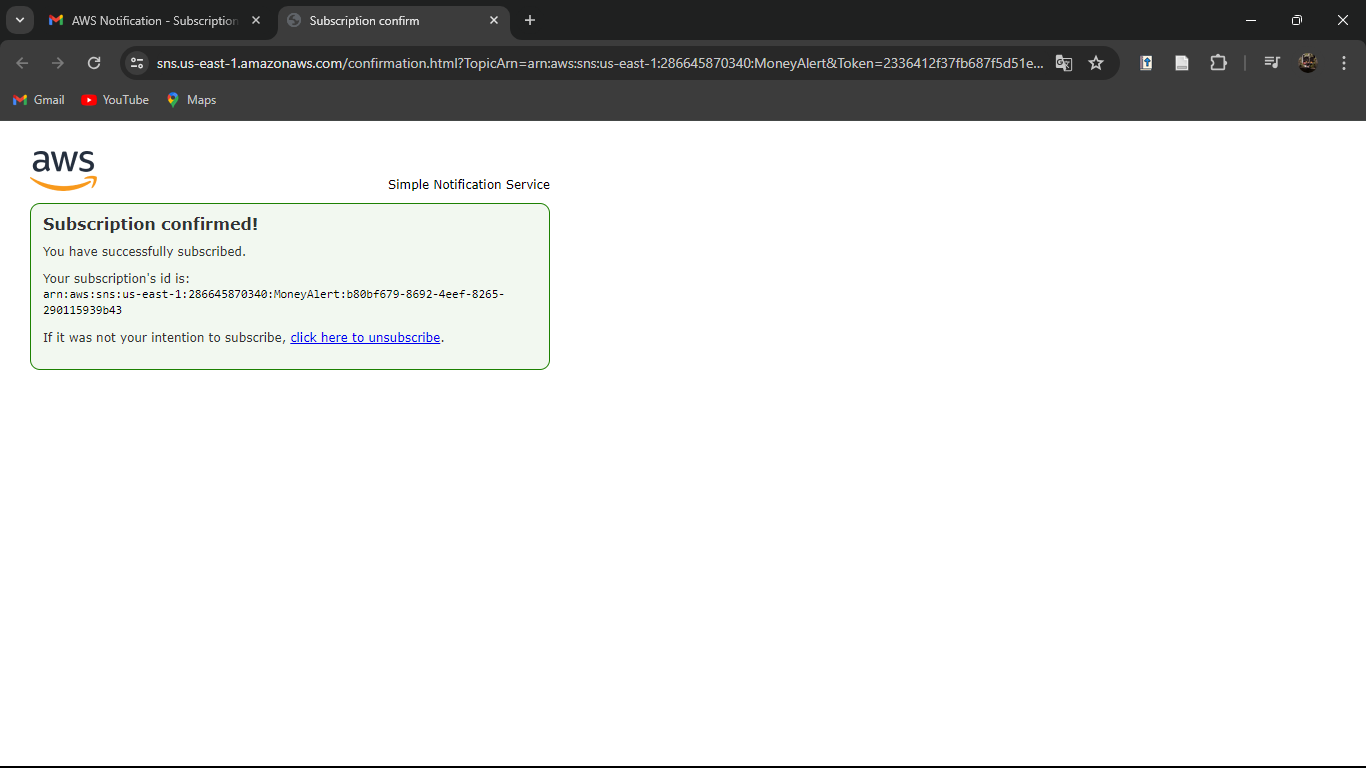 AWS Notification - Subscription
Subscription confirm
sns.us-east-1.amazonaws.com/confirmation.html?TopicArn=arn:aws:sns:us-east-1:286645870340:MoneyAlert&Token=2336412f37fb687f5d51e...
Gmail
YouTube
Maps
aws
Simple Notification Service
Subscription confirmed!
You have successfully subscribed.
Your subscription's id is:
arn:aws:sns:us-east-1:286645870340:MoneyAlert:b80bf679-8692-4eef-8265-
290115939b43
If it was not your intention to subscribe, click here to unsubscribe.